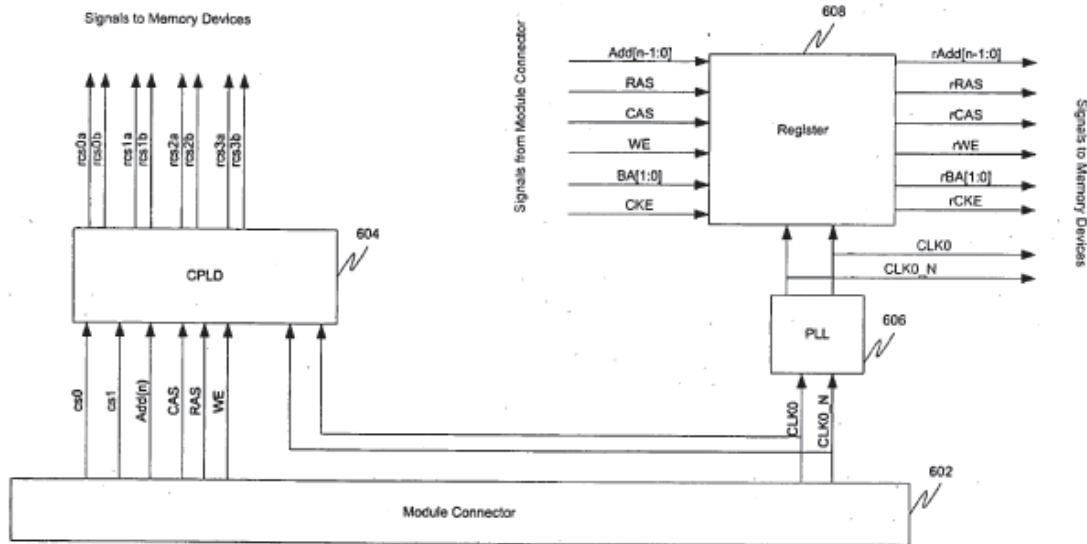 Signals to Memory Devices
608
Signals from Module Connector
Add[n-1:0]
RAS
CAS
WE
BA[1:0]
CKE
Register
rAdd[n-1:0]
rRAS
rCAS
rWE
rBA[1:0]
rCKE
Signals to Memory Devices
rcs0a
rcs0b
rcs1a
rcs1b
rcs2a
rcs2b
rcs3a
rcs3b
604
CPLD
CLK0
CLK0_N
PLL
606
cs0
cs1
Add(n)
CAS
RAS
WE
CLK0
CLK0_N
602
Module Connector